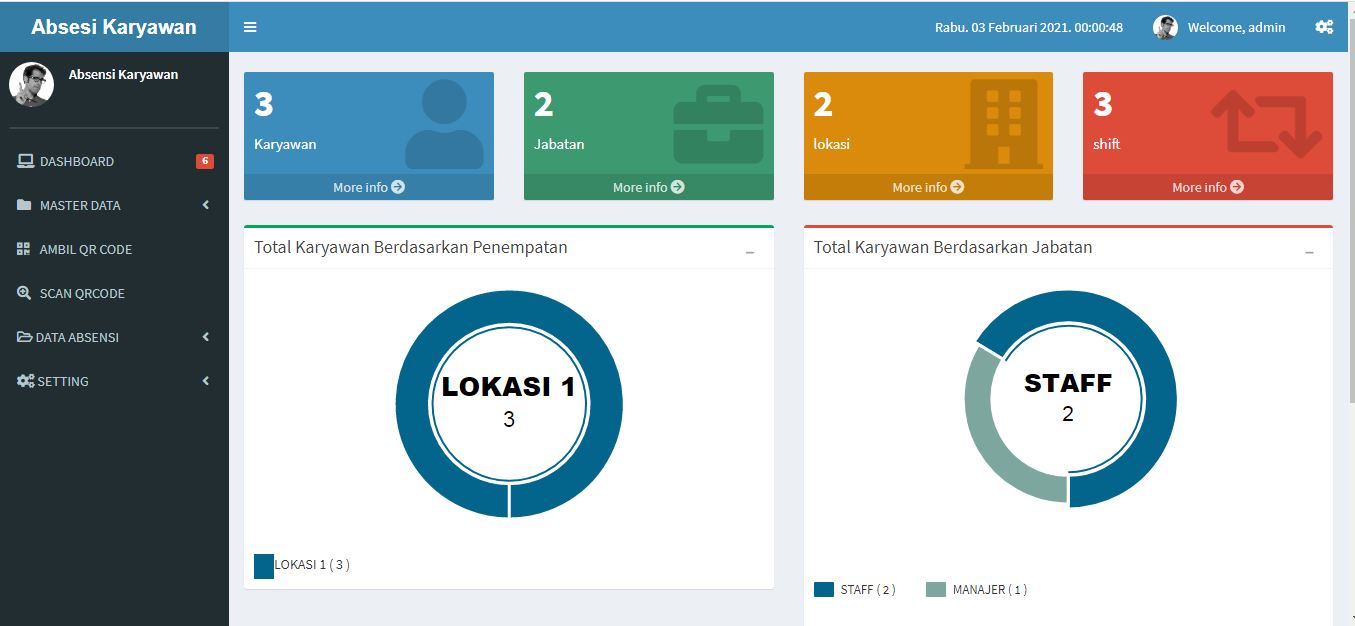 Absesi Karyawan
Rabu. 03 Februari 2021. 00:00:48
Welcome, admin
Absensi Karyawan
DASHBOARD 6
MASTER DATA
AMBIL QR CODE
SCAN QRCODE
DATA ABSENSI
SETTING
3
Karyawan
More info
2
Jabatan
More info
2
lokasi
More info
3
shift
More info
Total Karyawan Berdasarkan Penempatan
LOKASI 1
3
LOKASI 1 ( 3 )
Total Karyawan Berdasarkan Jabatan
STAFF
2
STAFF ( 2 )
MANAJER ( 1 )